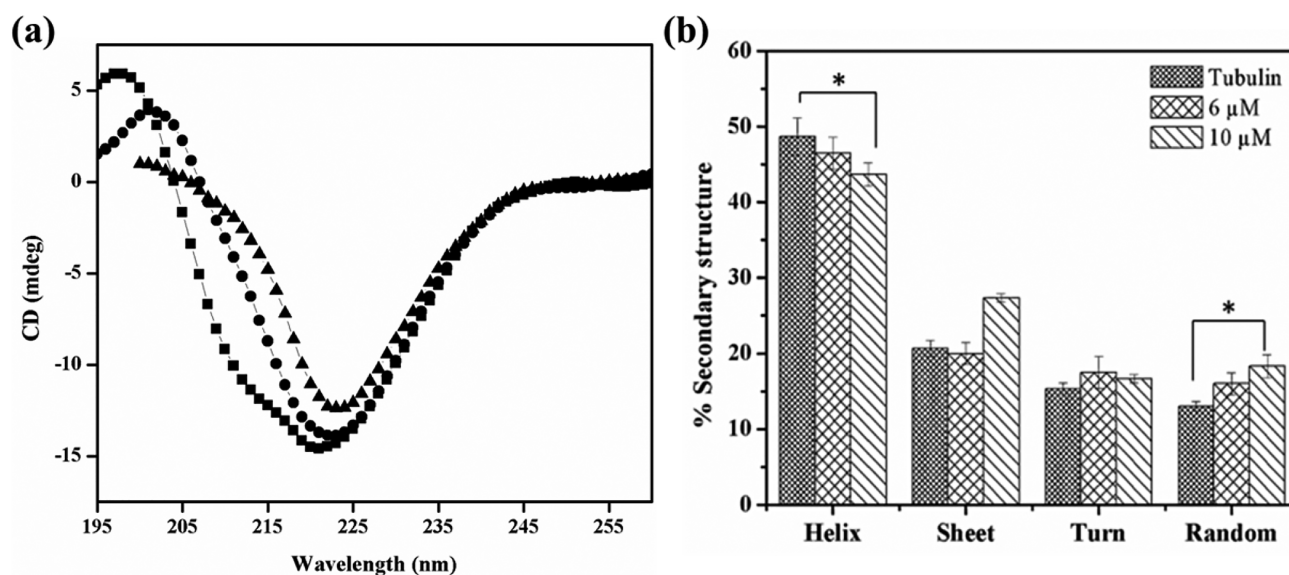 (a)
5
0
-5
-10
-15
CD (mdeg)
195 205 215 225 235 245 255
Wavelength (nm)
(b)
60
50
40
30
20
10
0
% Secondary structure
Tubulin
6 µM
10 µM
*
*
Helix Sheet Turn Random